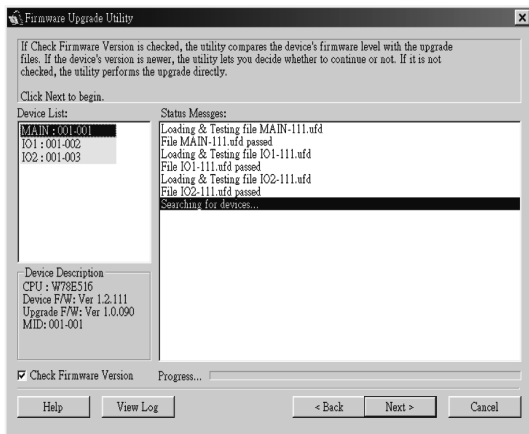 Firmware Upgrade Utility
If Check Firmware Version is checked, the utility compares the device's firmware level with the upgrade
files. If the device's version is newer, the utility lets you decide whether to continue or not. If it is not
checked, the utility performs the upgrade directly.
Click Next to begin.
Device List:
MAIN : 001-001
IO1 : 001-002
IO2 : 001-003
Status Messges:
Loading & Testing file MAIN-111.ufd
File MAIN-111.ufd passed
Loading & Testing file IO1-111.ufd
File IO1-111.ufd passed
Loading & Testing file IO2-111.ufd
File IO2-111.ufd passed
Searching for devices...
Device Description
CPU : W78E516
Device F/W: Ver 1.2.111
Upgrade F/W: Ver 1.0.090
MID: 001-001
Check Firmware Version
Progress...
Help
View Log
< Back
Next >
Cancel